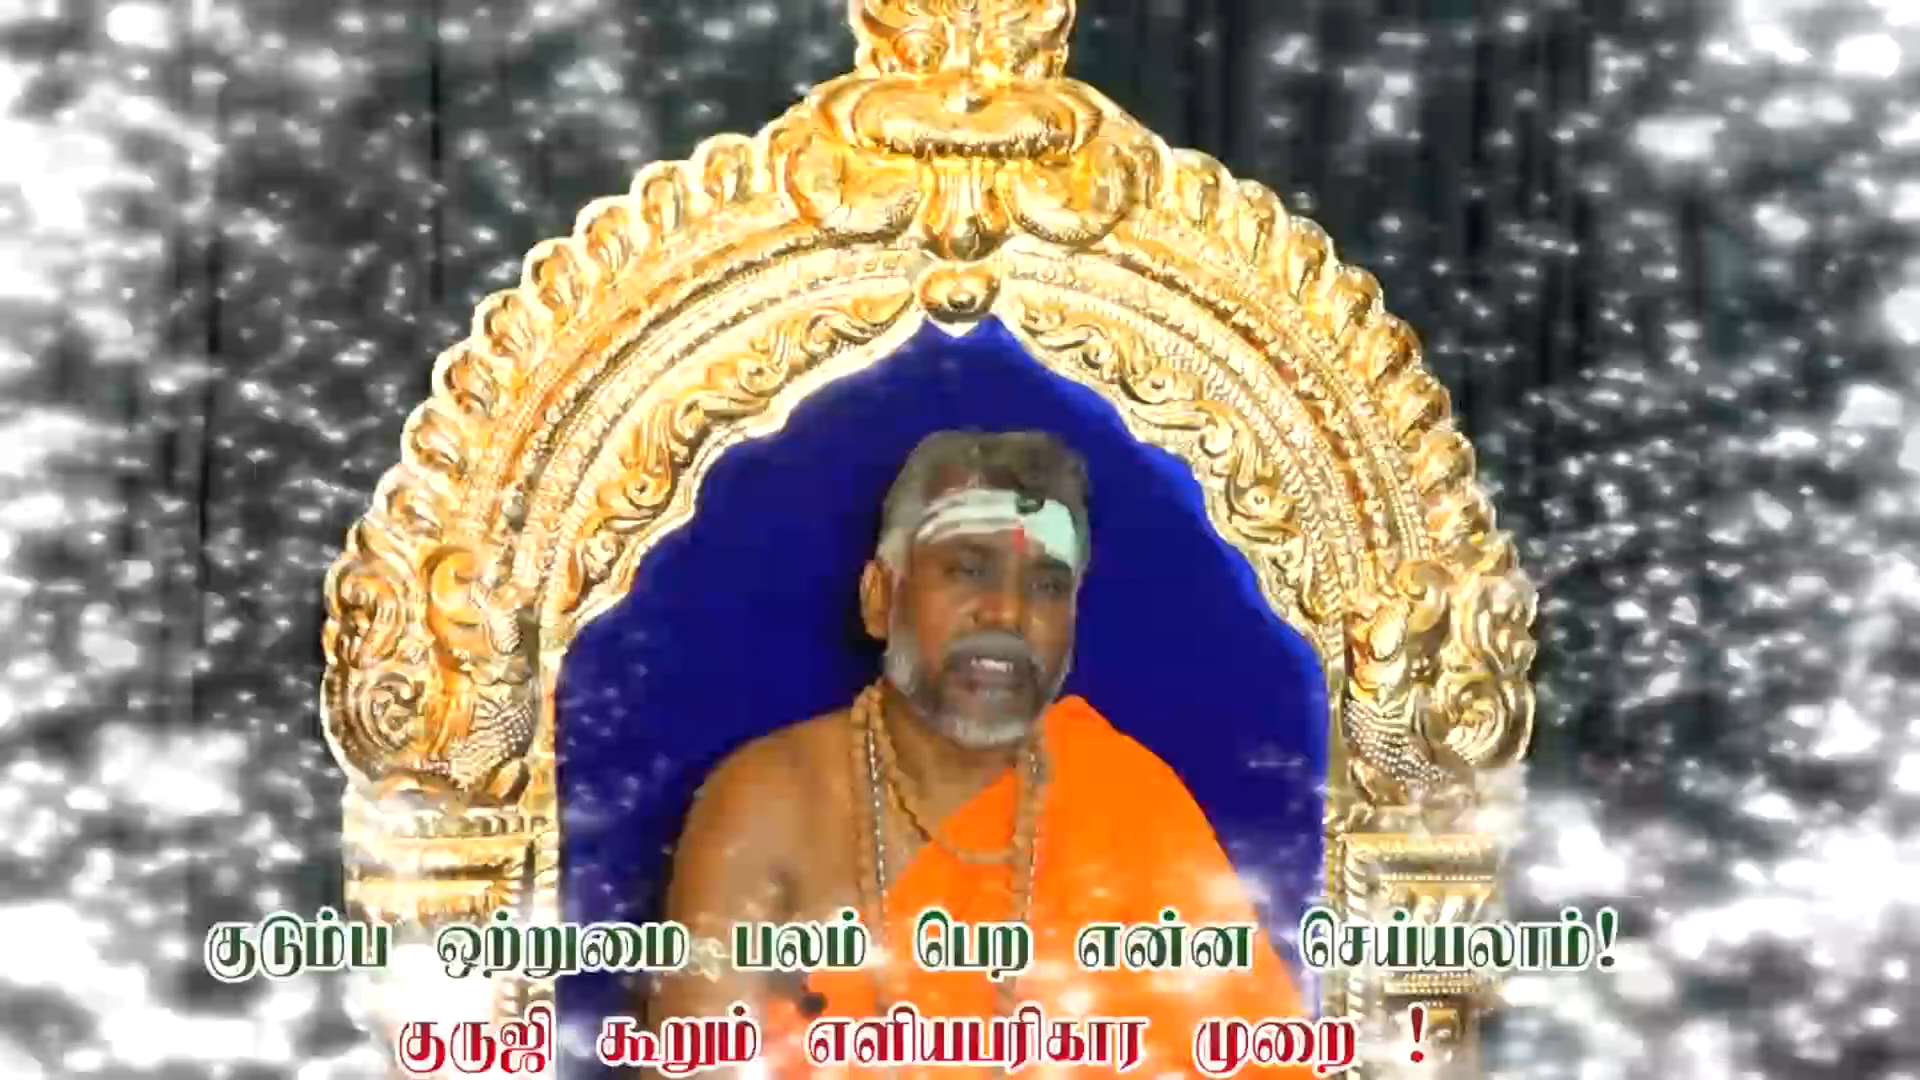 குடும்ப ஒற்றுமை பலம் பெற என்ன செய்யலாம்!
குருஜி கூறும் எளியபரிகார முறை !